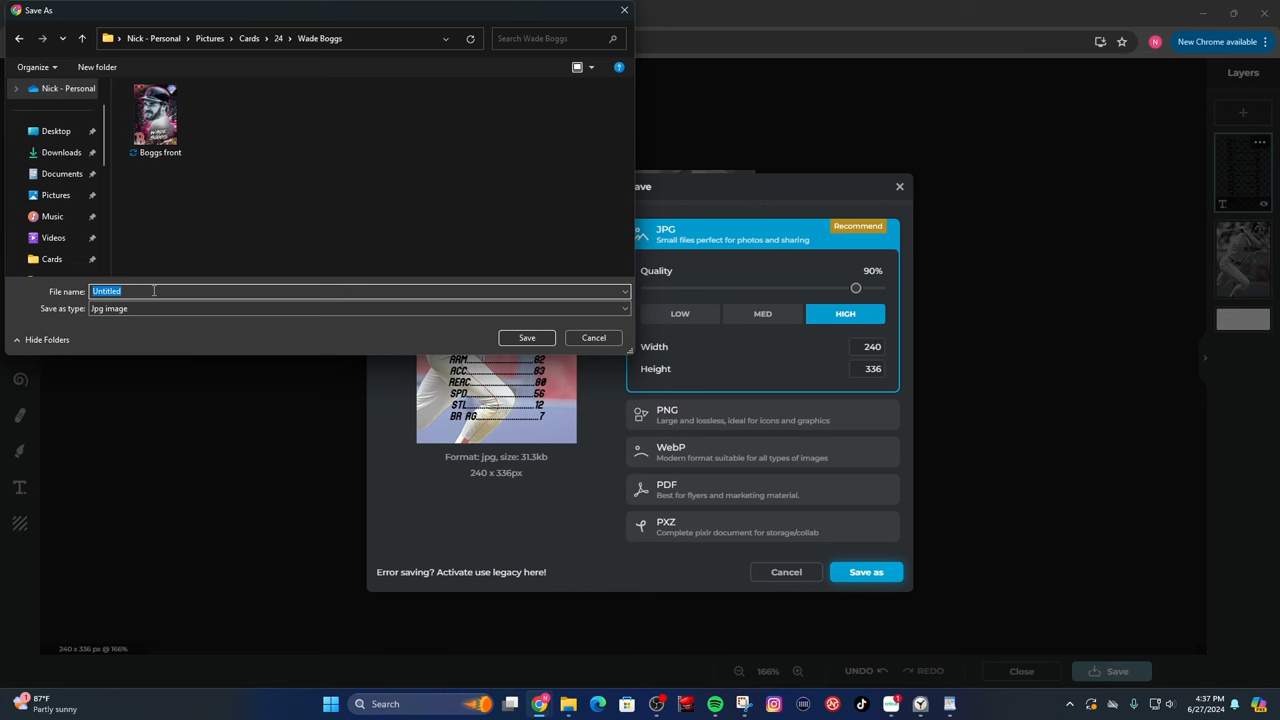 Save As
Nick - Personal > Pictures > Cards > 24 > Wade Boggs
Search Wade Boggs
New Chrome available
Organize
New folder
Layers
Nick - Personal
Desktop
Downloads
Documents
Pictures
Music
Videos
Cards
WADE
BOGGS
Boggs front
File name: Untitled
Save as type: Jpg image
Hide Folders
Save
Cancel
ave
JPG
Recommend
Small files perfect for photos and sharing
Quality
90%
LOW
MED
HIGH
Width
240
Height
336
PNG
Large and lossless, ideal for icons and graphics
WebP
Modern format suitable for all types of images
PDF
Best for flyers and marketing material.
PXZ
Complete pixlr document for storage/collab
ARM...............82
ACC...............83
REAC...............80
SPD...............56
STL...............12
BR AG...............7
Format: jpg, size: 31.3kb
240 x 336px
Error saving? Activate use legacy here!
Cancel
Save as
240 x 336 px @ 166%
166%
UNDO
REDO
Close
Save
1
87°F
Partly sunny
Search
4:37 PM
6/27/2024